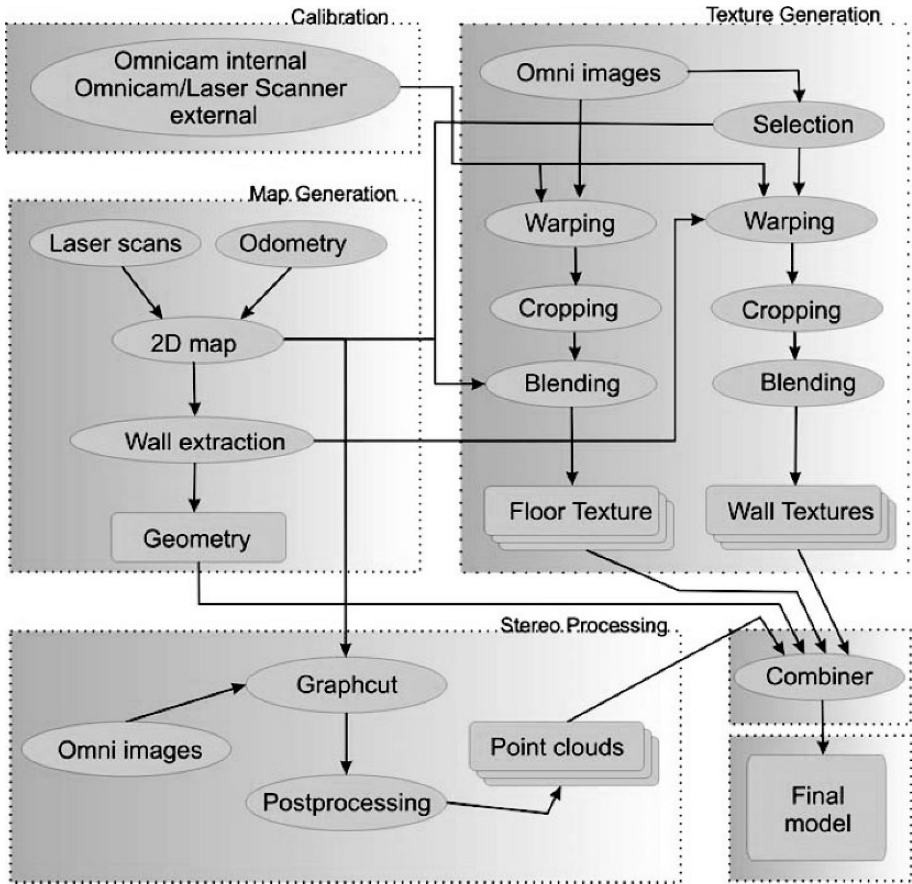 Calibration
Omnicam internal
Omnicam/Laser Scanner
external
Texture Generation
Omni images
Selection
Warping
Warping
Cropping
Cropping
Blending
Blending
Floor Texture
Wall Textures
Map Generation
Laser scans
Odometry
2D map
Wall extraction
Geometry
Stereo Processing
Graphcut
Omni images
Point clouds
Postprocessing
Combiner
Final
model